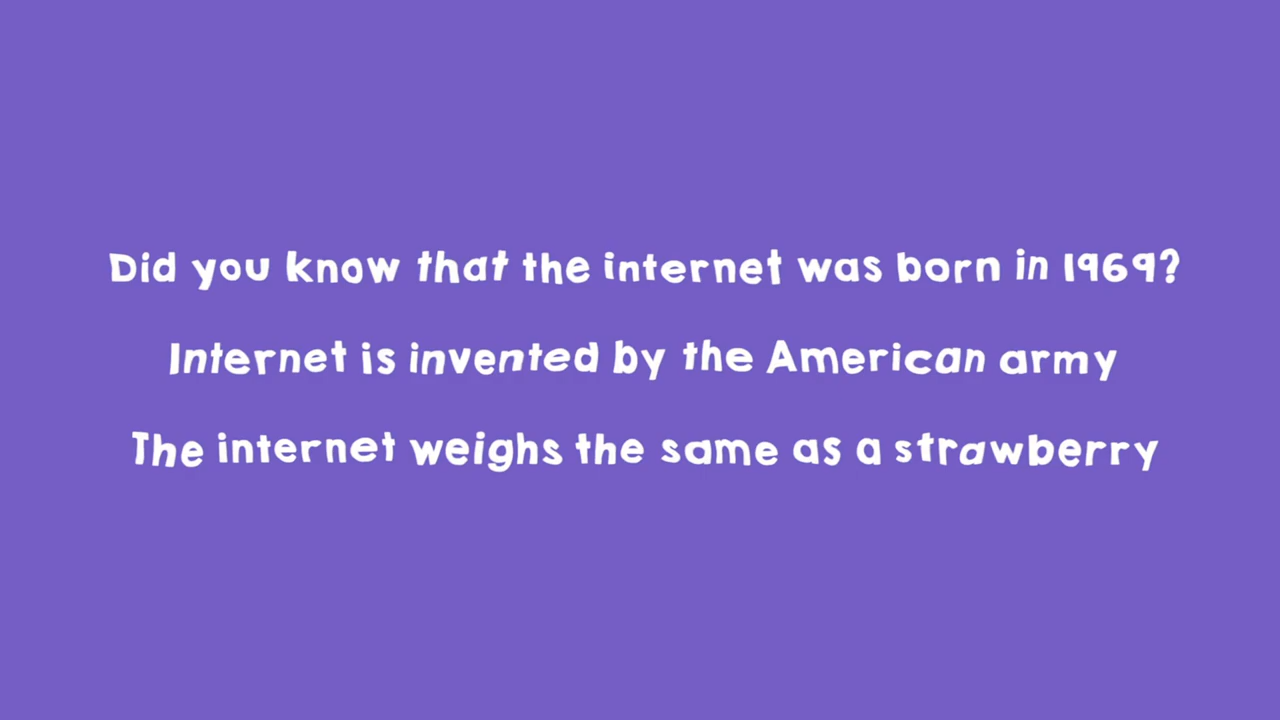 Did you know that the internet was born in 1969?
Internet is invented by the American army
The internet weighs the same as a strawberry